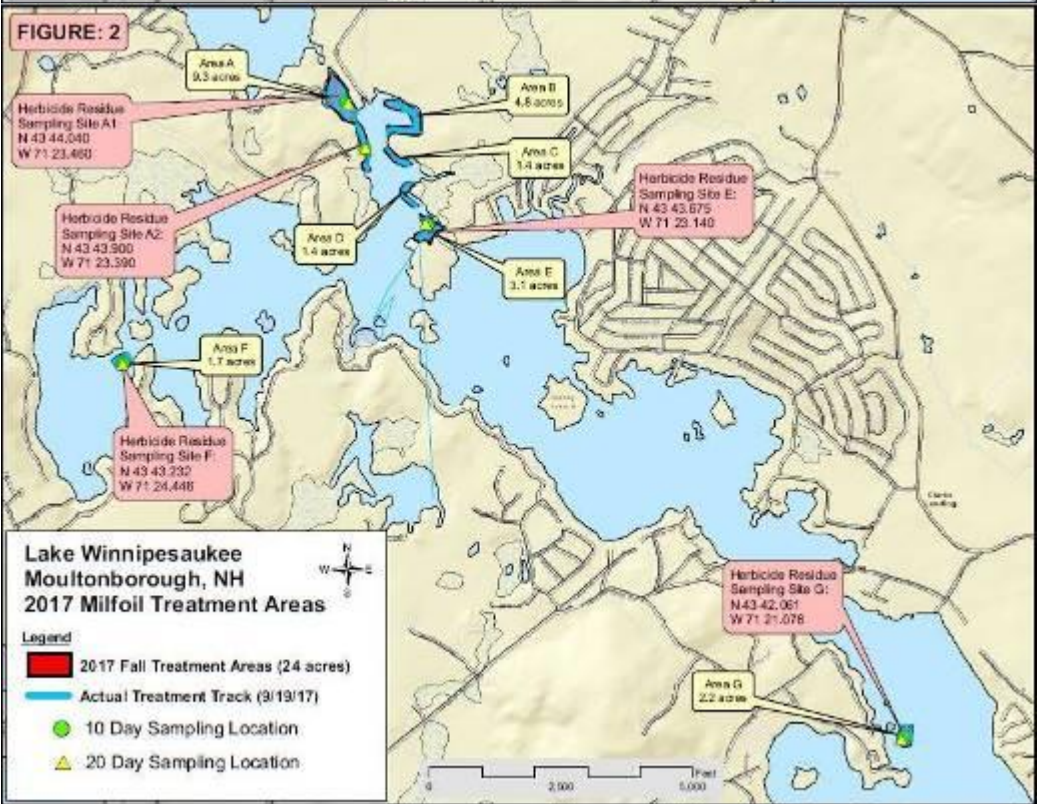 FIGURE: 2
Area A
9.3 acres
Area B
4.8 acres
Herbicide Residue
Sampling Site A1:
N 43 44.040
W 71 23.460
Area C
1.4 acres
Herbicide Residue
Sampling Site E:
N 43 43.675
W 71 23.140
Herbicide Residue
Sampling Site A2:
N 43 43.900
W 71 23.390
Area D
1.4 acres
Area E
3.1 acres
Area F
1.7 acres
Herbicide Residue
Sampling Site F:
N 43 43.232
W 71 24.446
Lake Winnipesaukee
Moultonborough, NH
2017 Milfoil Treatment Areas
N
W
E
S
Legend
2017 Fall Treatment Areas (24 acres)
Actual Treatment Track (9/19/17)
10 Day Sampling Location
20 Day Sampling Location
Herbicide Residue
Sampling Site G:
N 43 42.061
W 71 21.076
Area G
2.2 acres
Feet
0
2,500
5,000